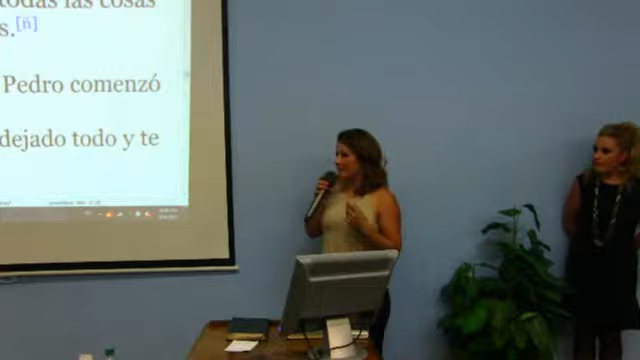 todas las cosas
s.[ñ]
Pedro comenzó
dejado todo y te